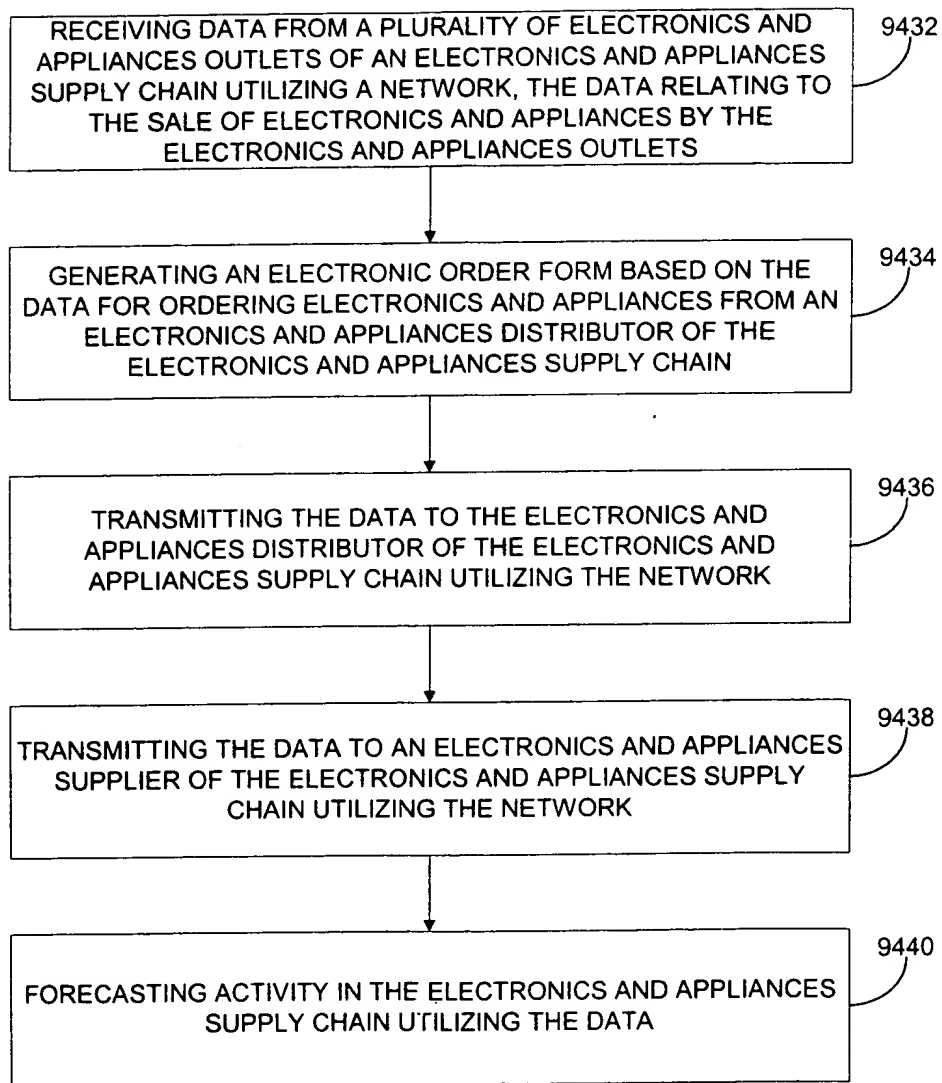 RECEIVING DATA FROM A PLURALITY OF ELECTRONICS AND
APPLIANCES OUTLETS OF AN ELECTRONICS AND APPLIANCES
SUPPLY CHAIN UTILIZING A NETWORK, THE DATA RELATING TO
THE SALE OF ELECTRONICS AND APPLIANCES BY THE
ELECTRONICS AND APPLIANCES OUTLETS
9432
GENERATING AN ELECTRONIC ORDER FORM BASED ON THE
DATA FOR ORDERING ELECTRONICS AND APPLIANCES FROM AN
ELECTRONICS AND APPLIANCES DISTRIBUTOR OF THE
ELECTRONICS AND APPLIANCES SUPPLY CHAIN
9434
TRANSMITTING THE DATA TO THE ELECTRONICS AND
APPLIANCES DISTRIBUTOR OF THE ELECTRONICS AND
APPLIANCES SUPPLY CHAIN UTILIZING THE NETWORK
9436
TRANSMITTING THE DATA TO AN ELECTRONICS AND APPLIANCES
SUPPLIER OF THE ELECTRONICS AND APPLIANCES SUPPLY
CHAIN UTILIZING THE NETWORK
9438
FORECASTING ACTIVITY IN THE ELECTRONICS AND APPLIANCES
SUPPLY CHAIN UTILIZING THE DATA
9440